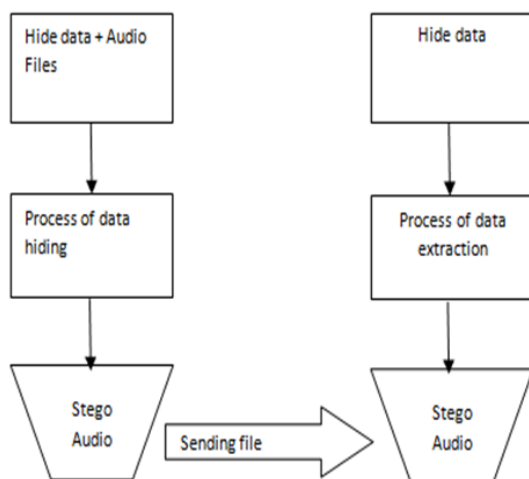 Hide data + Audio
Files
Process of data
hiding
Stego
Audio
Sending file
Hide data
Process of data
extraction
Stego
Audio